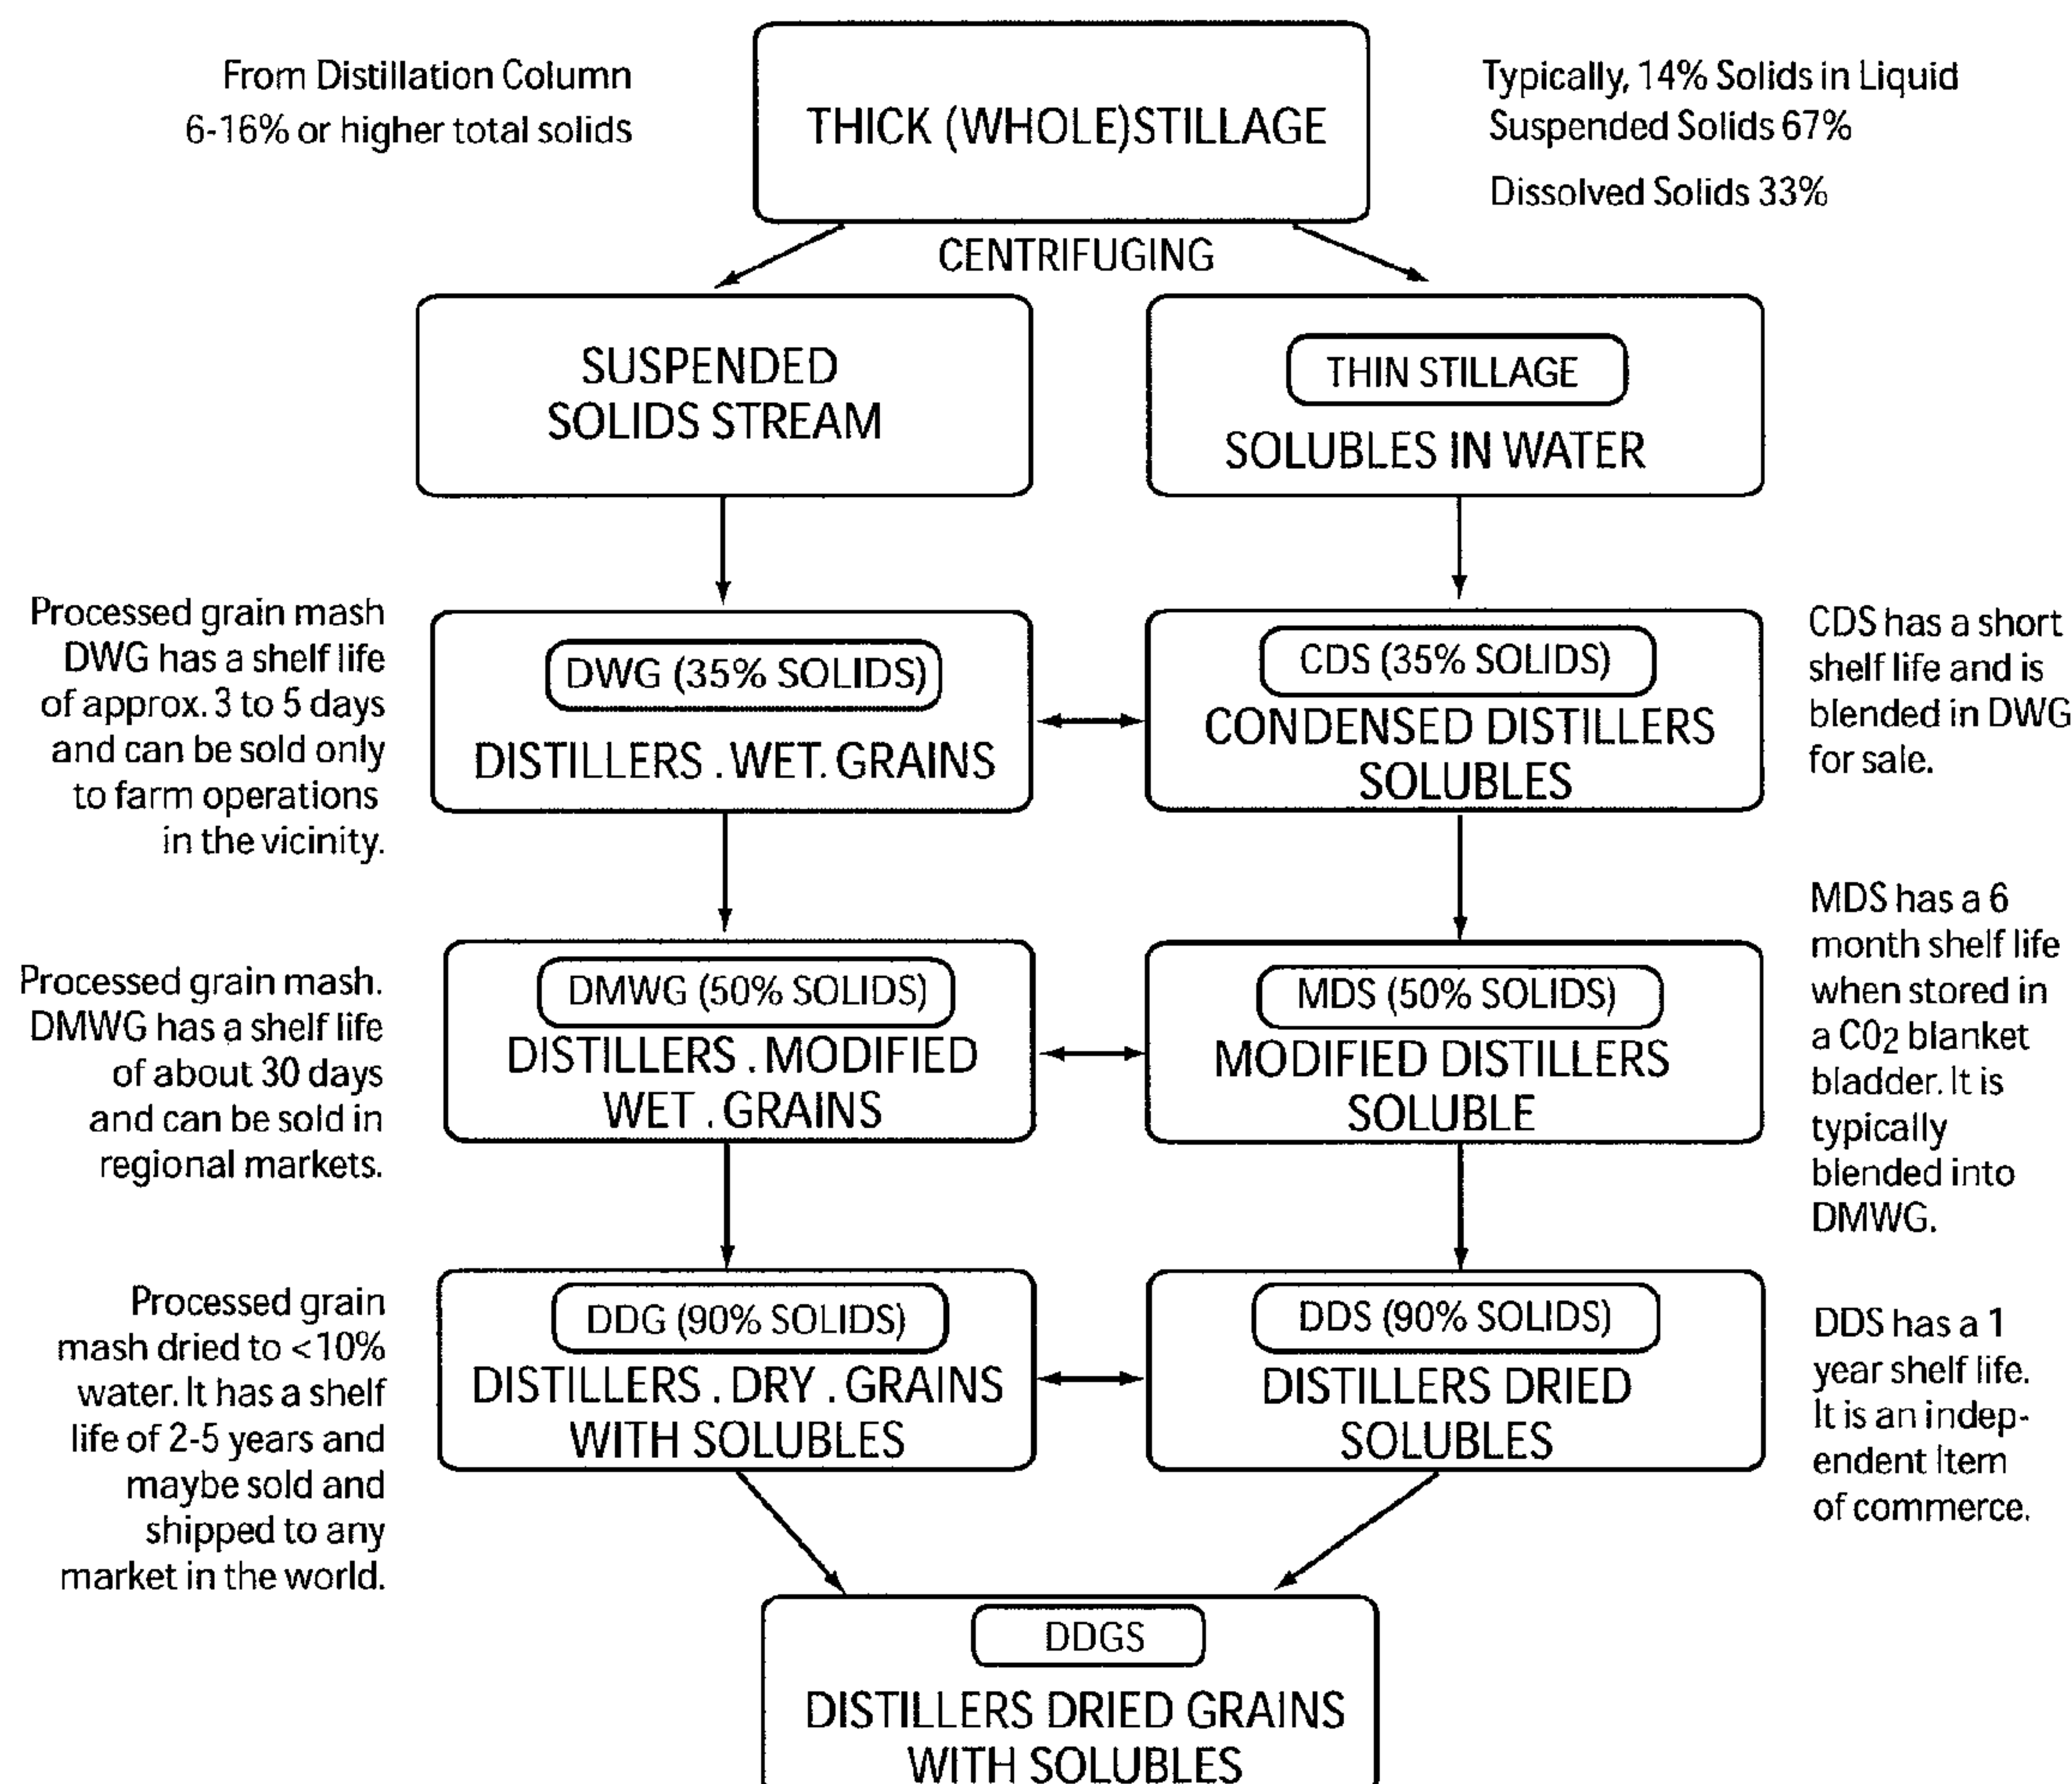 From Distillation Column
6-16% or higher total solids
THICK (WHOLE)STILLAGE
Typically, 14% Solids in Liquid
Suspended Solids 67%
Dissolved Solids 33%
CENTRIFUGING
SUSPENDED
SOLIDS STREAM
THIN STILLAGE
SOLUBLES IN WATER
Processed grain mash
DWG has a shelf life
of approx. 3 to 5 days
and can be sold only
to farm operations
in the vicinity.
DWG (35% SOLIDS)
DISTILLERS . WET. GRAINS
CDS (35% SOLIDS)
CONDENSED DISTILLERS
SOLUBLES
CDS has a short
shelf life and is
blended in DWG
for sale.
Processed grain mash.
DMWG has a shelf life
of about 30 days
and can be sold in
regional markets.
DMWG (50% SOLIDS)
DISTILLERS . MODIFIED
WET . GRAINS
MDS (50% SOLIDS)
MODIFIED DISTILLERS
SOLUBLE
MDS has a 6
month shelf life
when stored in
a CO2 blanket
bladder. It is
typically
blended into
DMWG.
Processed grain
mash dried to <10%
water. It has a shelf
life of 2-5 years and
maybe sold and
shipped to any
market in the world.
DDG (90% SOLIDS)
DISTILLERS . DRY . GRAINS
WITH SOLUBLES
DDS (90% SOLIDS)
DISTILLERS DRIED
SOLUBLES
DDS has a 1
year shelf life.
It is an indep-
endent Item
of commerce.
DDGS
DISTILLERS DRIED GRAINS
WITH SOLUBLES